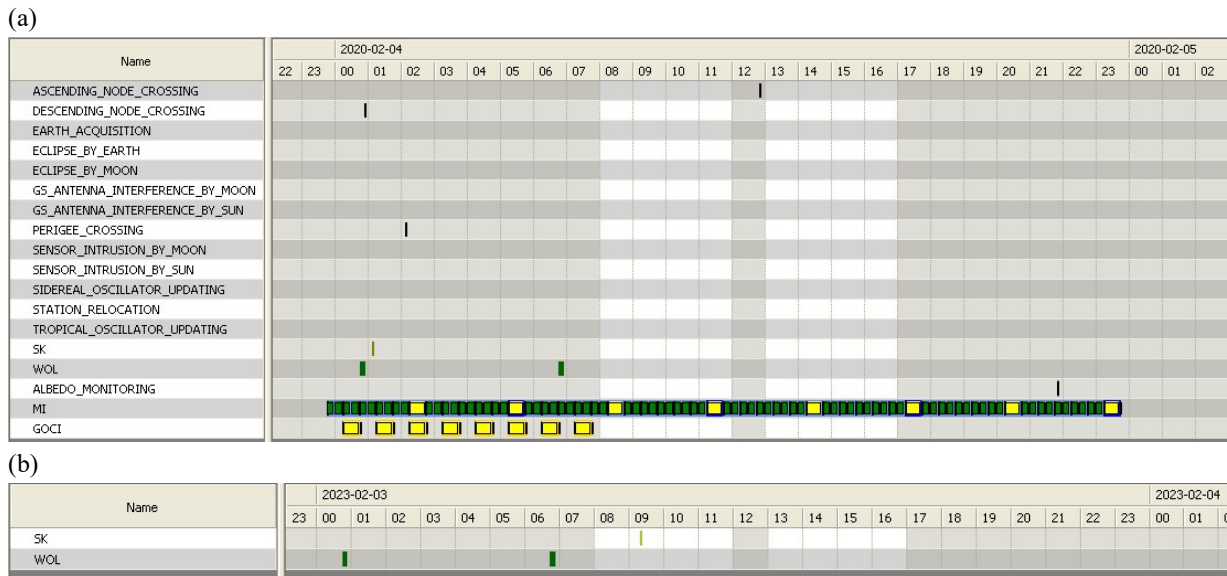 (a)
Name
2020-02-04 2020-02-05
22 23 00 01 02 03 04 05 06 07 08 09 10 11 12 13 14 15 16 17 18 19 20 21 22 23 00 01 02
ASCENDING_NODE_CROSSING
DESCENDING_NODE_CROSSING
EARTH_ACQUISITION
ECLIPSE_BY_EARTH
ECLIPSE_BY_MOON
GS_ANTENNA_INTERFERENCE_BY_MOON
GS_ANTENNA_INTERFERENCE_BY_SUN
PERIGEE_CROSSING
SENSOR_INTRUSION_BY_MOON
SENSOR_INTRUSION_BY_SUN
SIDEREAL_OSCILLATOR_UPDATING
STATION_RELOCATION
TROPICAL_OSCILLATOR_UPDATING
SK
WOL
ALBEDO_MONITORING
MI
GOCI
(b)
Name
2023-02-03 2023-02-04
23 00 01 02 03 04 05 06 07 08 09 10 11 12 13 14 15 16 17 18 19 20 21 22 23 00 01
SK
WOL